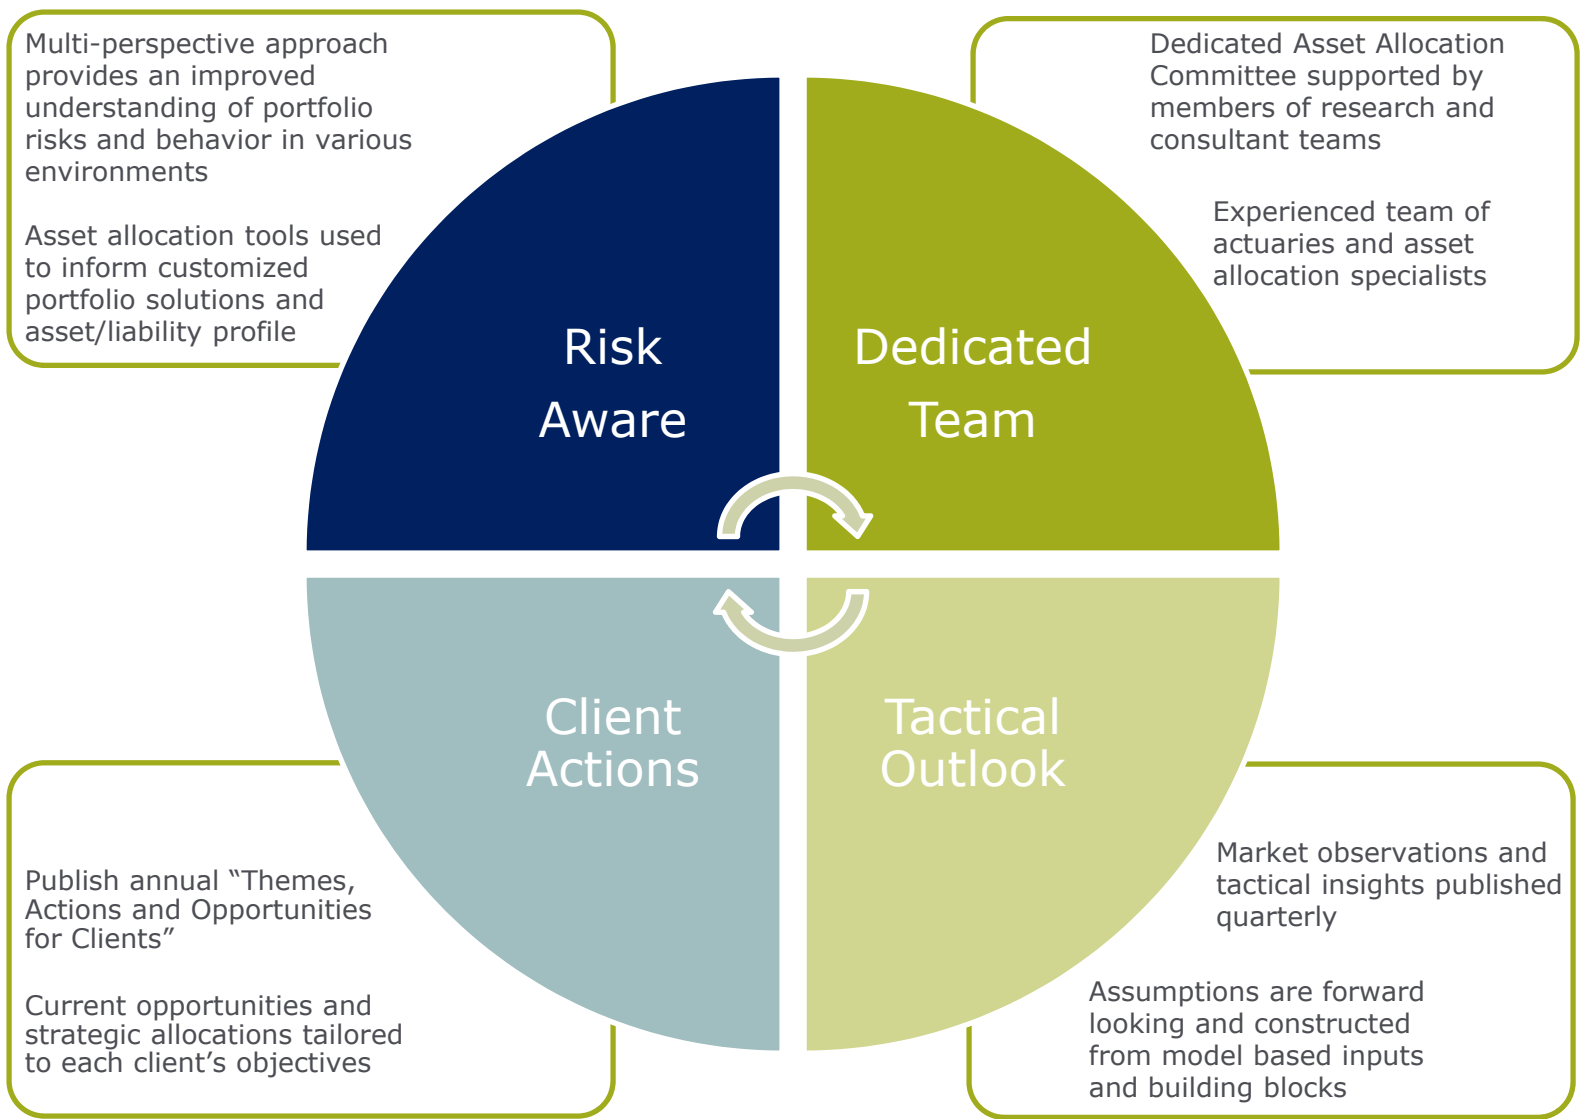 Multi-perspective approach
provides an improved
understanding of portfolio
risks and behavior in various
environments
Asset allocation tools used
to inform customized
portfolio solutions and
asset/liability profile
Dedicated Asset Allocation
Committee supported by
members of research and
consultant teams
Experienced team of
actuaries and asset
allocation specialists
Risk
Aware
Dedicated
Team
Client
Actions
Tactical
Outlook
Publish annual “Themes,
Actions and Opportunities
for Clients”
Current opportunities and
strategic allocations tailored
to each client’s objectives
Market observations and
tactical insights published
quarterly
Assumptions are forward
looking and constructed
from model based inputs
and building blocks